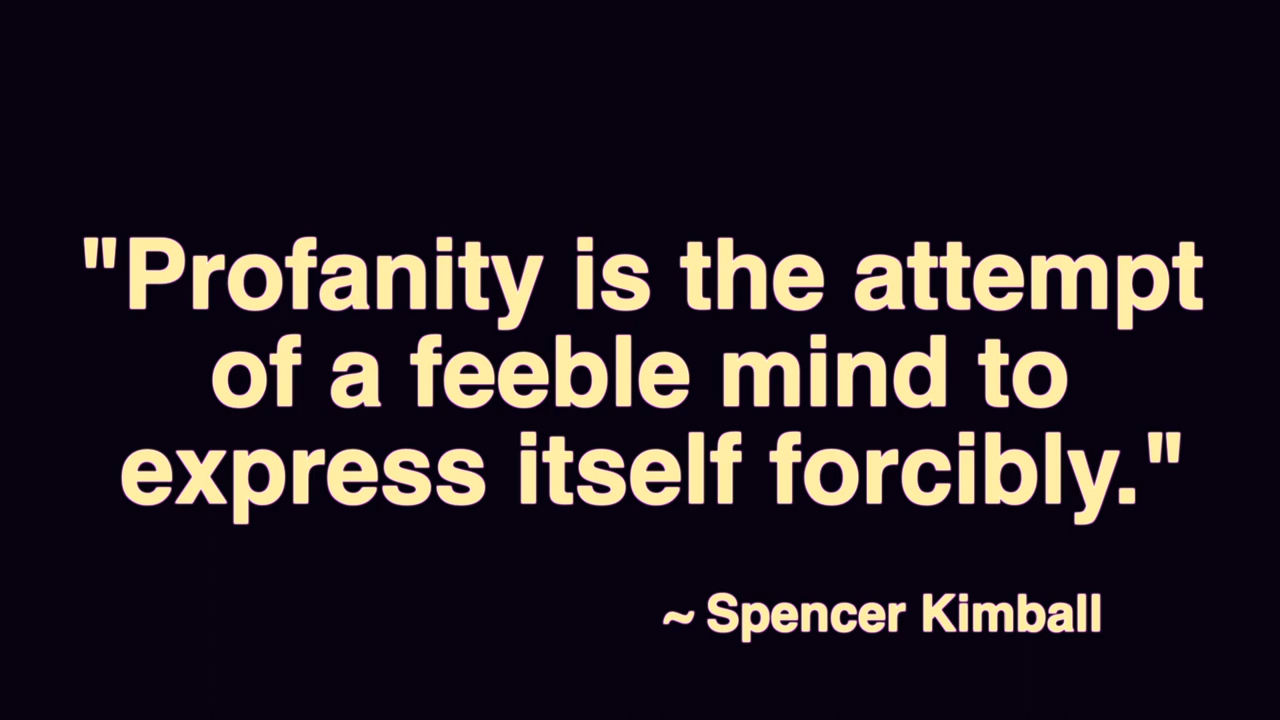 "Profanity is the attempt
of a feeble mind to
express itself forcibly."
~ Spencer Kimball